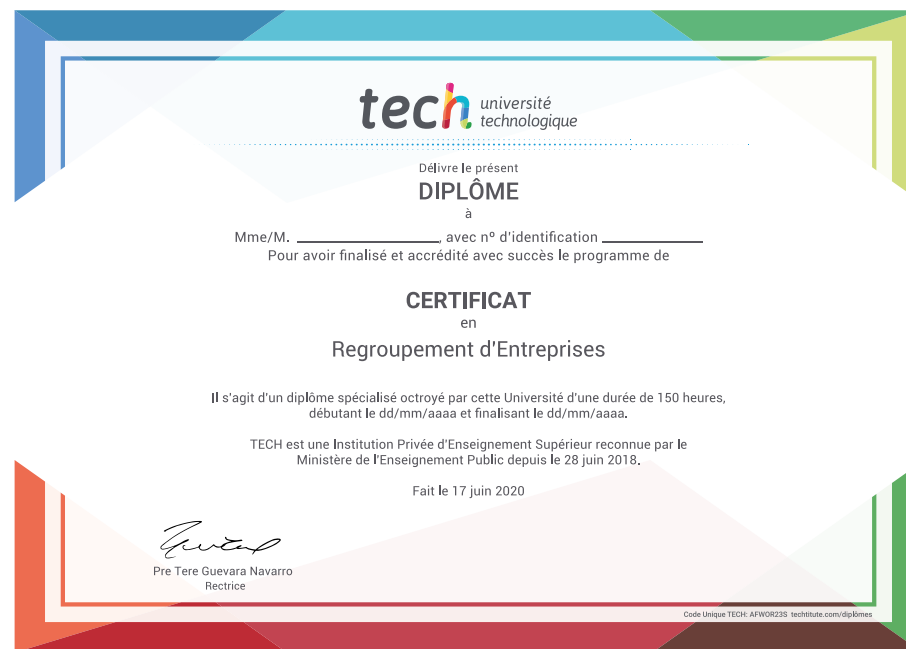 tech université
technologique
Délivre le présent
DIPLÔME
à
Mme/M. ____________________, avec nº d'identification ______________
Pour avoir finalisé et accrédité avec succès le programme de
CERTIFICAT
en
Regroupement d'Entreprises
Il s'agit d'un diplôme spécialisé octroyé par cette Université d'une durée de 150 heures,
débutant le dd/mm/aaaa et finalisant le dd/mm/aaaa.
TECH est une Institution Privée d'Enseignement Supérieur reconnue par le
Ministère de l'Enseignement Public depuis le 28 juin 2018.
Fait le 17 juin 2020
Pre Tere Guevara Navarro
Rectrice
Code Unique TECH: AFWOR23S techtitute.com/diplômes